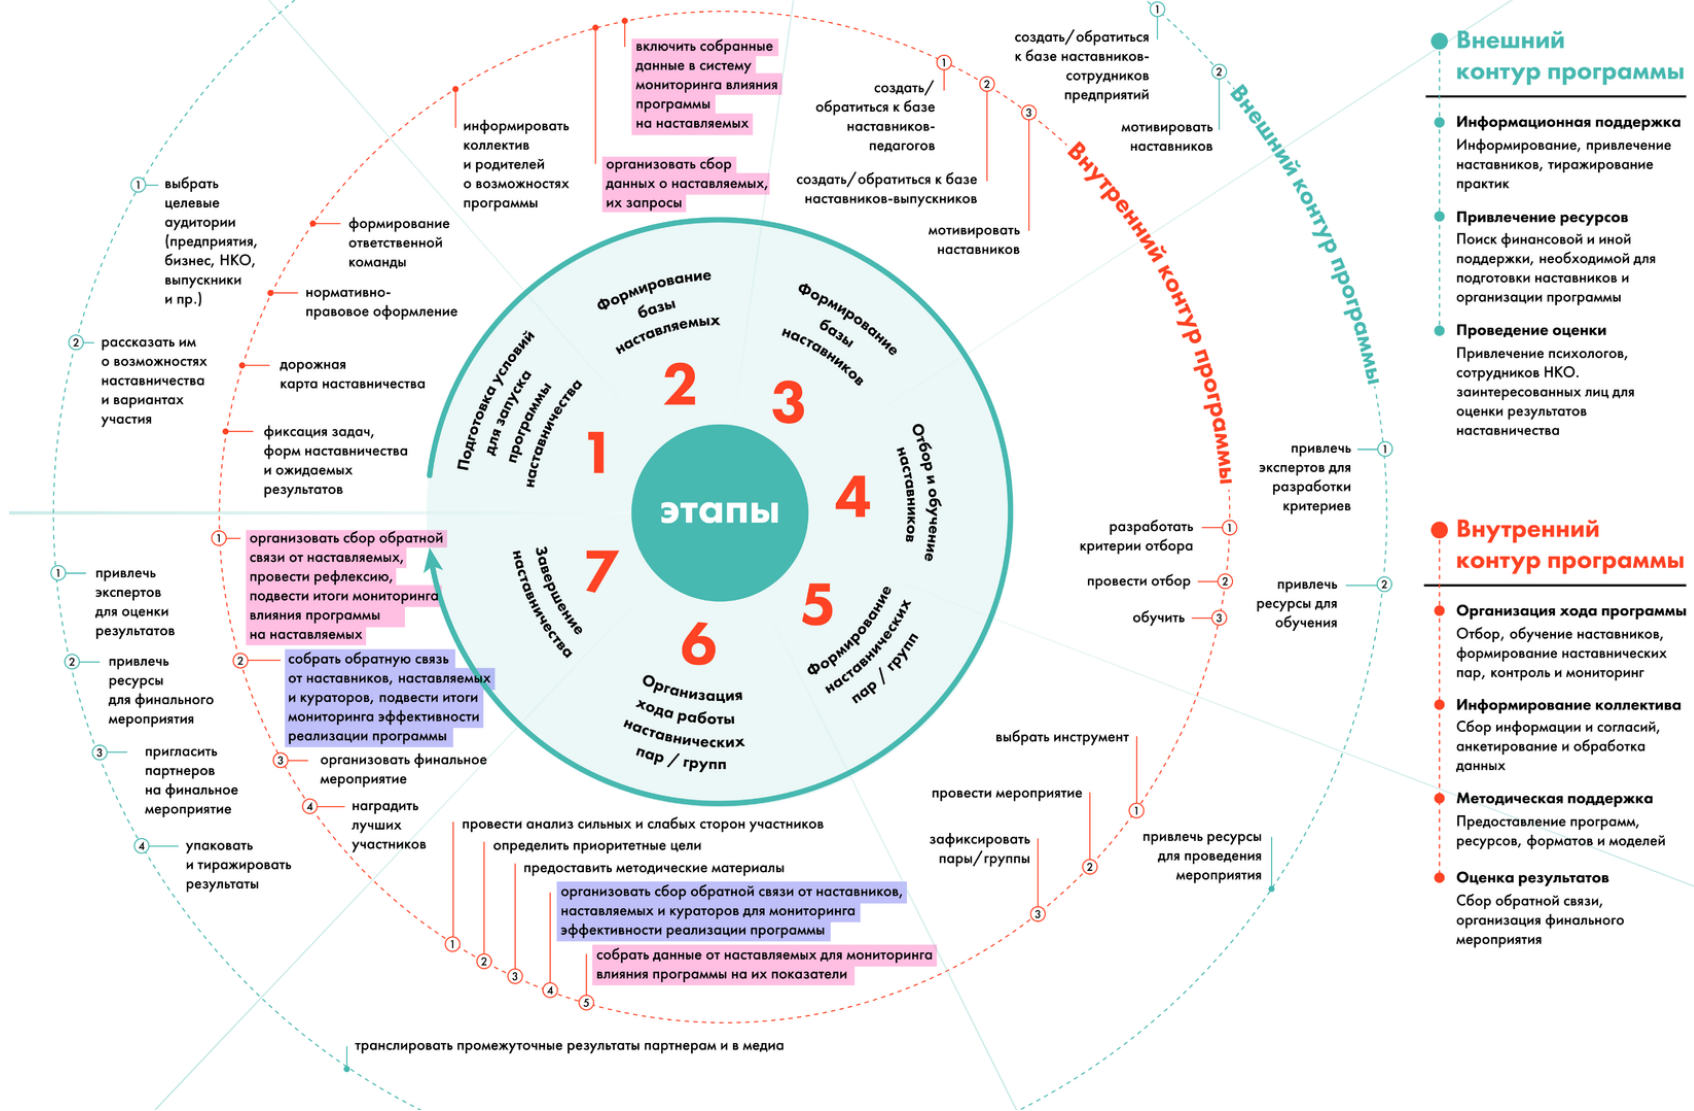 этапы
1
Подготовка условий
для запуска
программы
наставничества
2
Формирование
базы
наставляемых
3
Формирование
базы
наставников
4
Отбор и обучение
наставников
5
Формирование
наставнических
пар / групп
6
Организация
хода работы
наставнических
пар / групп
7
Завершение
наставничества
1
выбрать
целевые
аудитории
(предприятия,
бизнес, НКО,
выпускники
и пр.)
2
рассказать им
о возможностях
наставничества
и вариантах
участия
формирование
ответственной
команды
нормативно-
правовое оформление
дорожная
карта наставничества
фиксация задач,
форм наставничества
и ожидаемых
результатов
информировать
коллектив
и родителей
о возможностях
программы
организовать сбор
данных о наставляемых,
их запросы
включить собранные
данные в систему
мониторинга влияния
программы
на наставляемых
1
создать/
обратиться к базе
наставников-
педагогов
2
создать/обратиться к базе
наставников-выпускников
3
мотивировать
наставников
1
создать/обратиться
к базе наставников-
сотрудников
предприятий
2
мотивировать
наставников
Внутренний контур программы
Внешний контур программы
1
разработать
критерии отбора
2
провести отбор
3
обучить
1
привлечь
экспертов для
разработки
критериев
2
привлечь
ресурсы для
обучения
1
выбрать инструмент
2
провести мероприятие
3
зафиксировать
пары/группы
привлечь ресурсы
для проведения
мероприятия
1
провести анализ сильных и слабых сторон участников
2
определить приоритетные цели
3
предоставить методические материалы
4
организовать сбор обратной связи от наставников,
наставляемых и кураторов для мониторинга
эффективности реализации программы
5
собрать данные от наставляемых для мониторинга
влияния программы на их показатели
транслировать промежуточные результаты партнерам и в медиа
1
организовать сбор обратной
связи от наставляемых,
провести рефлексию,
подвести итоги мониторинга
влияния программы
на наставляемых
2
собрать обратную связь
от наставников, наставляемых
и кураторов, подвести итоги
мониторинга эффективности
реализации программы
3
организовать финальное
мероприятие
4
наградить
лучших
участников
1
привлечь
экспертов
для оценки
результатов
2
привлечь
ресурсы
для финального
мероприятия
3
пригласить
партнеров
на финальное
мероприятие
4
упаковать
и тиражировать
результаты
Внешний
контур программы
Информационная поддержка
Информирование, привлечение
наставников, тиражирование
практик
Привлечение ресурсов
Поиск финансовой и иной
поддержки, необходимой для
подготовки наставников и
организации программы
Проведение оценки
Привлечение психологов,
сотрудников НКО.
заинтересованных лиц для
оценки результатов
наставничества
Внутренний
контур программы
Организация хода программы
Отбор, обучение наставников,
формирование наставнических
пар, контроль и мониторинг
Информирование коллектива
Сбор информации и согласий,
анкетирование и обработка
данных
Методическая поддержка
Предоставление программ,
ресурсов, форматов и моделей
Оценка результатов
Сбор обратной связи,
организация финального
мероприятия